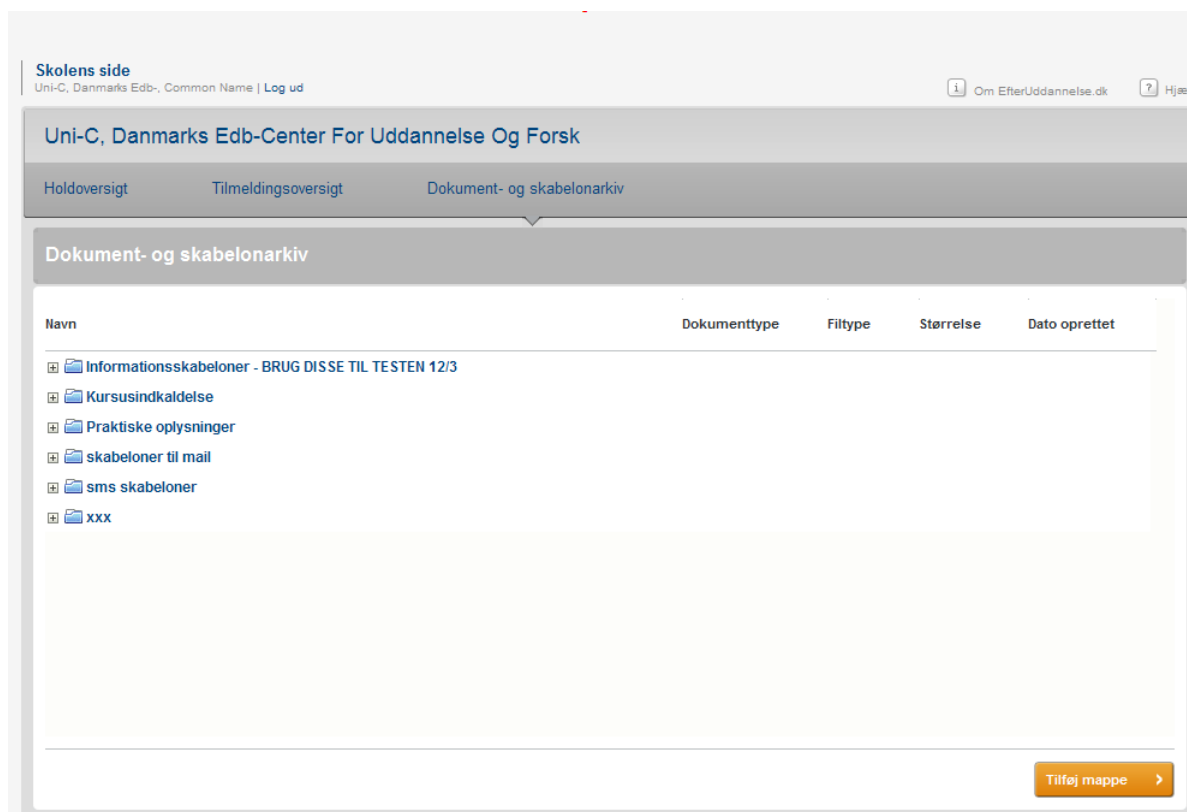 Skolens side
Uni-C, Danmarks Edb-, Common Name | Log ud
Om EfterUddannelse.dk
Uni-C, Danmarks Edb-Center For Uddannelse Og Forsk
Holdoversigt Tilmeldingsoversigt Dokument- og skabelonarkiv
Dokument- og skabelonarkiv
Navn Dokumenttype Filtype Størrelse Dato oprettet
Informationsskabeloner - BRUG DISSE TIL TESTEN 12/3
Kursusindkaldelse
Praktiske oplysninger
skabeloner til mail
sms skabeloner
xxx
Tilføj mappe